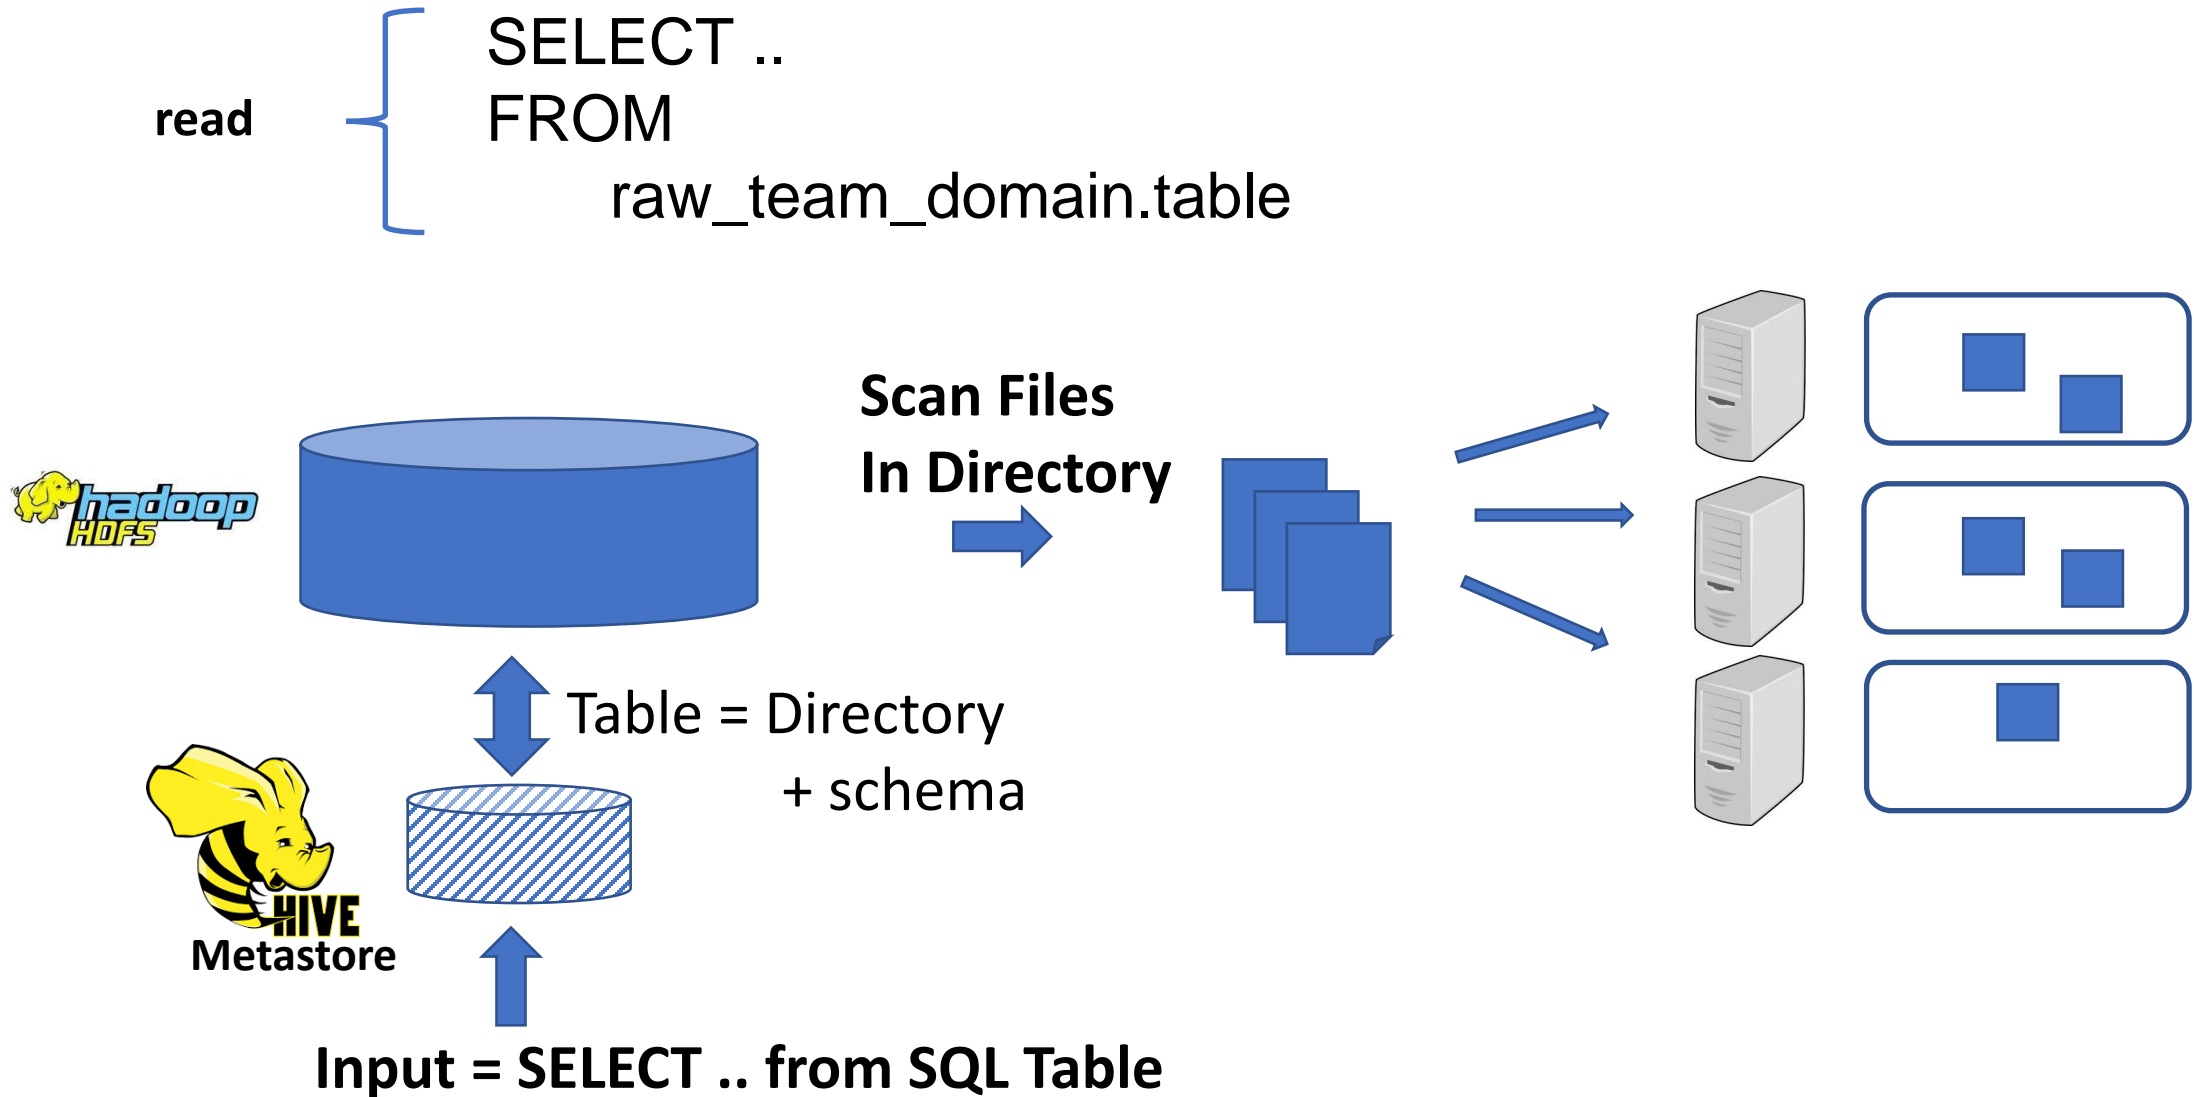 SELECT ..
read
FROM
raw_team_domain.table
Scan Files
In Directory
hadoop
HDFS
Table = Directory
+ schema
HIVE
Metastore
Input = SELECT .. from SQL Table